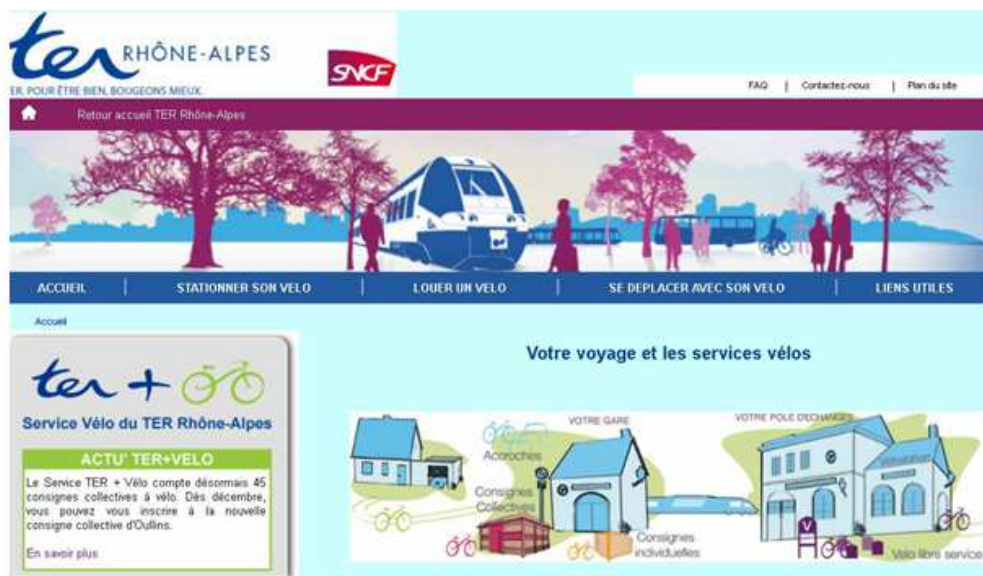 ter RHÔNE-ALPES
SNCF
TER. POUR ÊTRE BIEN, BOUGEONS MIEUX.
FAQ | Contactez-nous | Plan du site
Retour accueil TER Rhône-Alpes
ACCUEIL | STATIONNER SON VELO | LOUER UN VELO | SE DEPLACER AVEC SON VELO | LIENS UTILES
Accueil
Votre voyage et les services vélos
ter +
Service Vélo du TER Rhône-Alpes
ACTU' TER+VELO
Le Service TER + Vélo compte désormais 45
consignes collectives à vélo. Dès décembre,
vous pouvez vous inscrire à la nouvelle
consigne collective d'Oullins.
En savoir plus
VOTRE GARE
VOTRE POLE D'ECHANGES
Accroches
Consignes
Collectives
Consignes
individuelles
V
Velo libre service